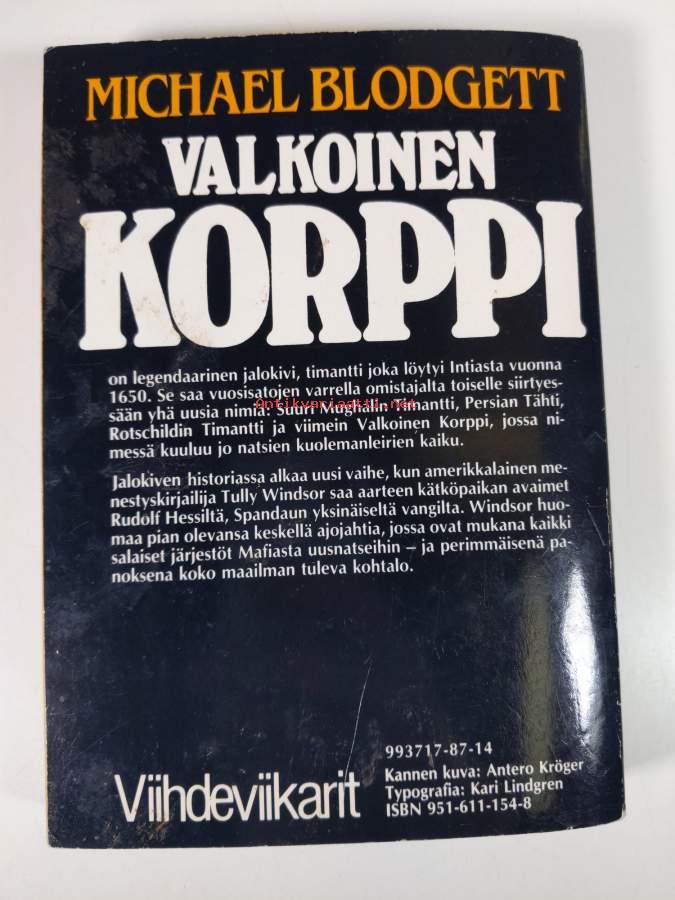 MICHAEL BLODGETT
VALKOINEN
KORPPI
on legendaarinen jalokivi, timantti joka löytyi Intiasta vuonna
1650. Se saa vuosisatojen varrella omistajalta toiselle siirtyes-
sään yhä uusia nimiä: Suuri Mughalin Timantti, Persian Tähti,
Antikvariaatti.net
Rotschildin Timantti ja viimein Valkoinen Korppi, jossa ni-
messä kuuluu jo natsien kuolemanleirien kaiku.
Jalokiven historiassa alkaa uusi vaihe, kun amerikkalainen me-
nestyskirjailija Tully Windsor saa aarteen kätköpaikan avaimet
Rudolf Hessiltä, Spandaun yksinäiseltä vangilta. Windsor huo-
maa pian olevansa keskellä ajojahtia, jossa ovat mukana kaikki
salaiset järjestöt Mafiasta uusnatseihin – ja perimmäisenä pa-
noksena koko maailman tuleva kohtalo.
993717-87-14
Viihdeviikarit
Kannen kuva: Antero Kröger
Typografia: Kari Lindgren
ISBN 951-611-154-8